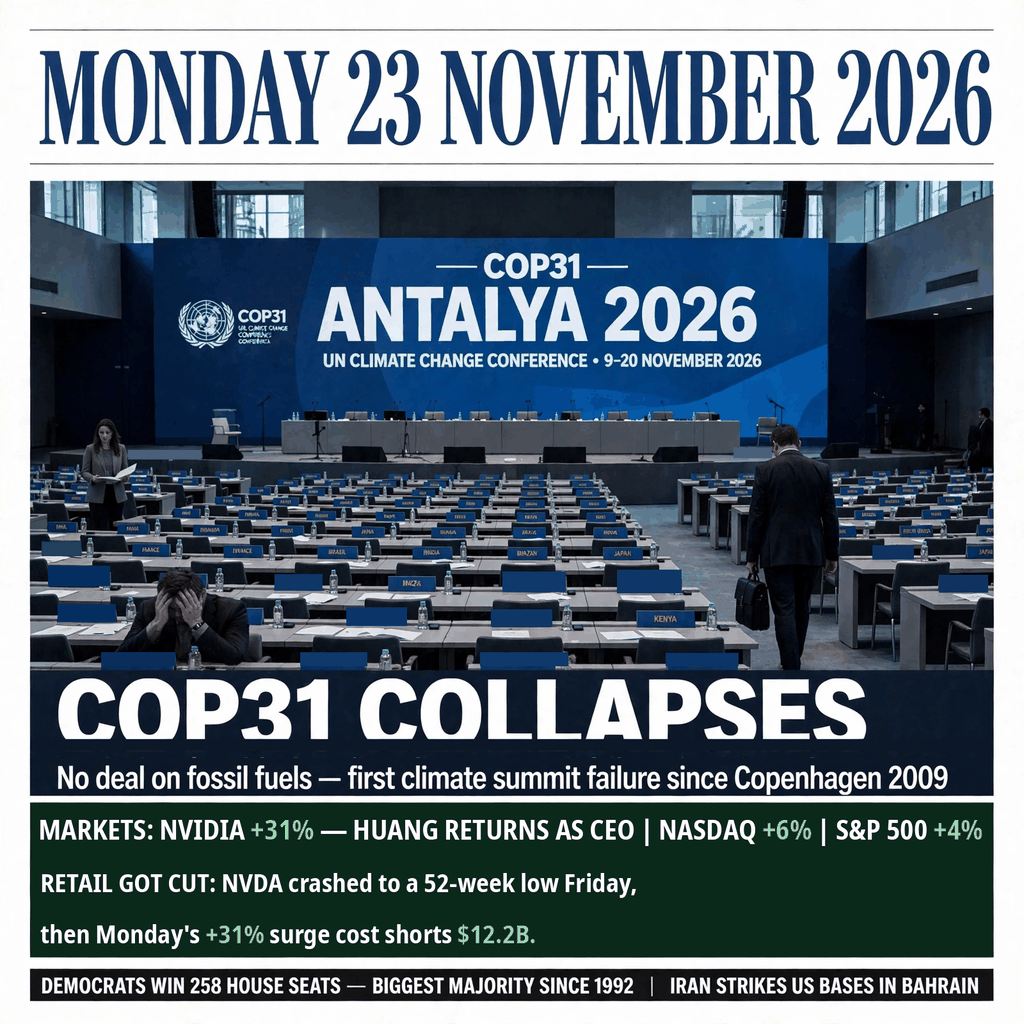 MONDAY 23 NOVEMBER 2026
COP31
ANTALYA 2026
UN CLIMATE CHANGE CONFERENCE • 9–20 NOVEMBER 2026
COP31
FRANCE
BRAZIL
JAPAN
KENYA
COP31 COLLAPSES
No deal on fossil fuels — first climate summit failure since Copenhagen 2009
MARKETS: NVIDIA +31% — HUANG RETURNS AS CEO | NASDAQ +6% | S&P 500 +4%
RETAIL GOT CUT: NVDA crashed to a 52-week low Friday,
then Monday's +31% surge cost shorts $12.2B.
DEMOCRATS WIN 258 HOUSE SEATS — BIGGEST MAJORITY SINCE 1992 | IRAN STRIKES US BASES IN BAHRAIN